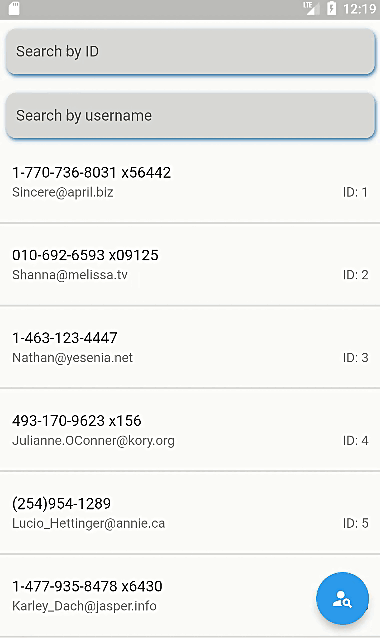 LTE 12:19
Search by ID
Search by username
1-770-736-8031 x56442
Sincere@april.biz ID: 1
010-692-6593 x09125
Shanna@melissa.tv ID: 2
1-463-123-4447
Nathan@yesenia.net ID: 3
493-170-9623 x156
Julianne.OConner@kory.org ID: 4
(254)954-1289
Lucio_Hettinger@annie.ca ID: 5
1-477-935-8478 x6430
Karley_Dach@jasper.info